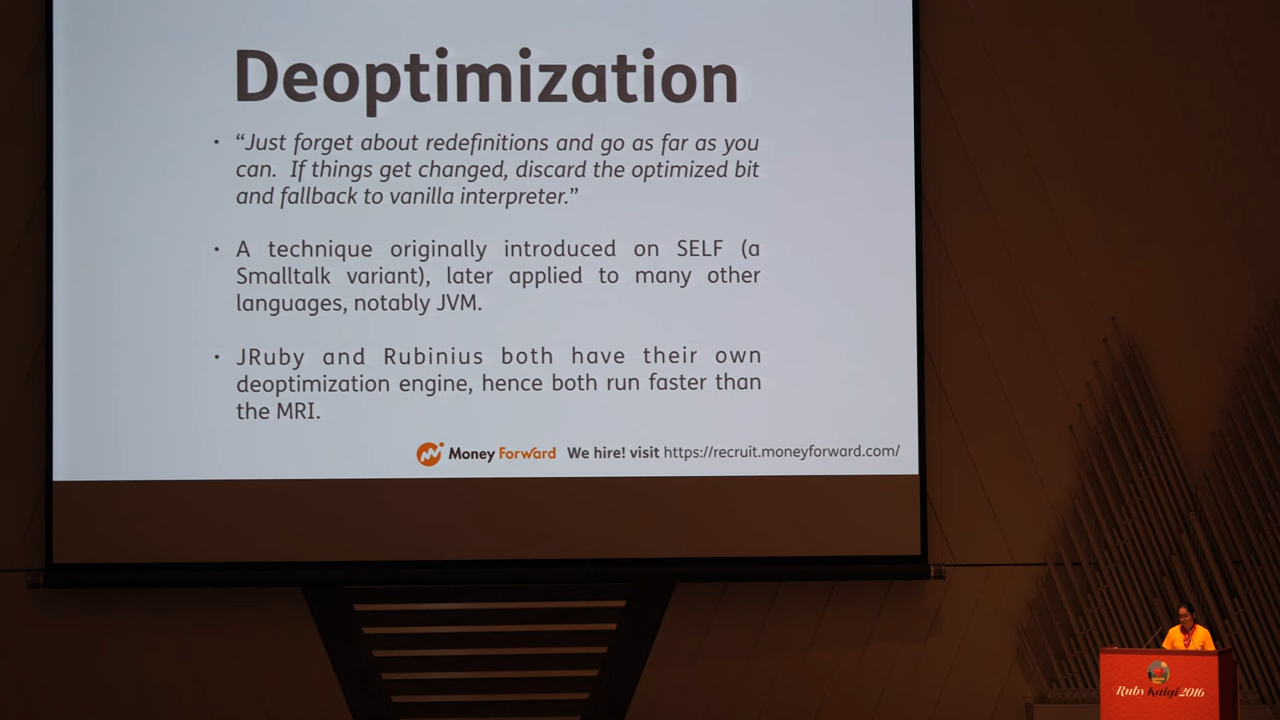 Deoptimization
• “Just forget about redefinitions and go as far as you
can. If things get changed, discard the optimized bit
and fallback to vanilla interpreter.”
• A technique originally introduced on SELF (a
Smalltalk variant), later applied to many other
languages, notably JVM.
• JRuby and Rubinius both have their own
deoptimization engine, hence both run faster than
the MRI.
Money Forward We hire! visit https://recruit.moneyforward.com/
RubyKaigi2016